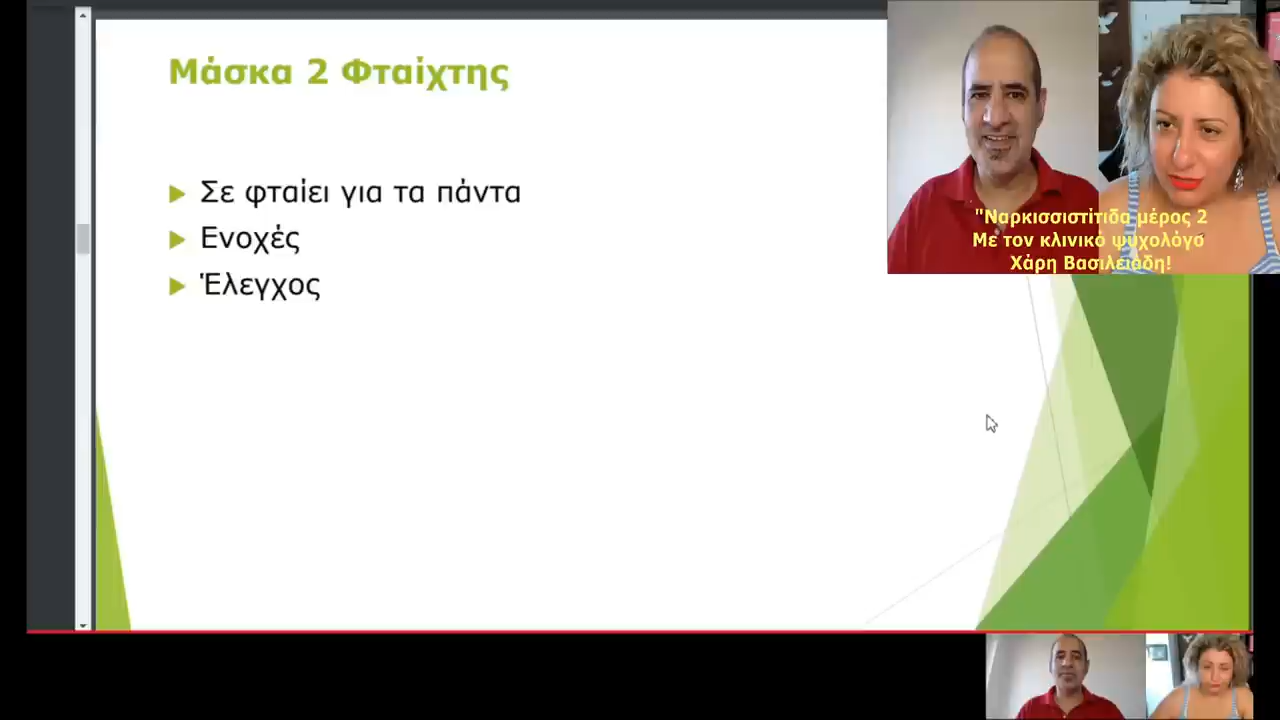 Μάσκα 2 Φταίχτης
Σε φταίει για τα πάντα
Ενοχές
Έλεγχος
"Ναρκισσιστίτιδα μέρος 2
Με τον κλινικό ψυχολόγο
Χάρη Βασιλειάδη!